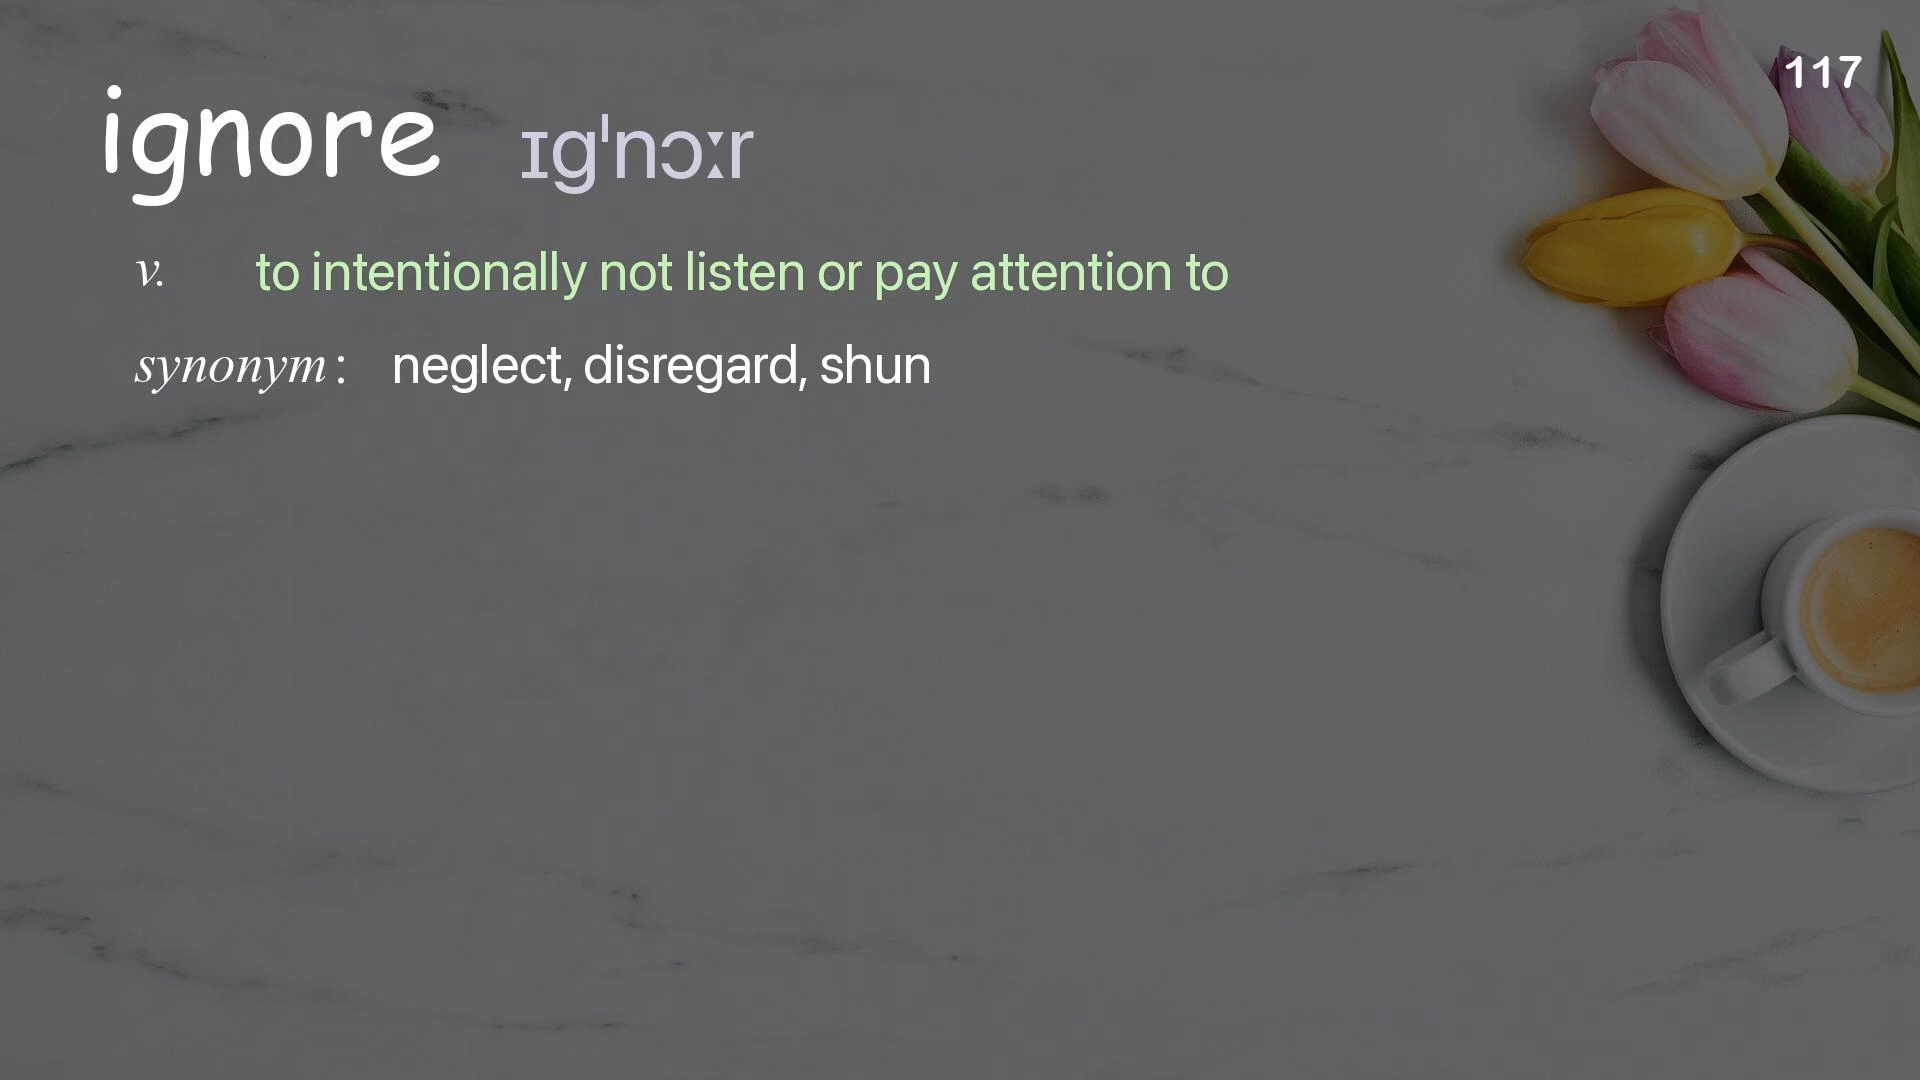 117
ignore ɪɡˈnɔːr
v. to intentionally not listen or pay attention to
synonym : neglect, disregard, shun